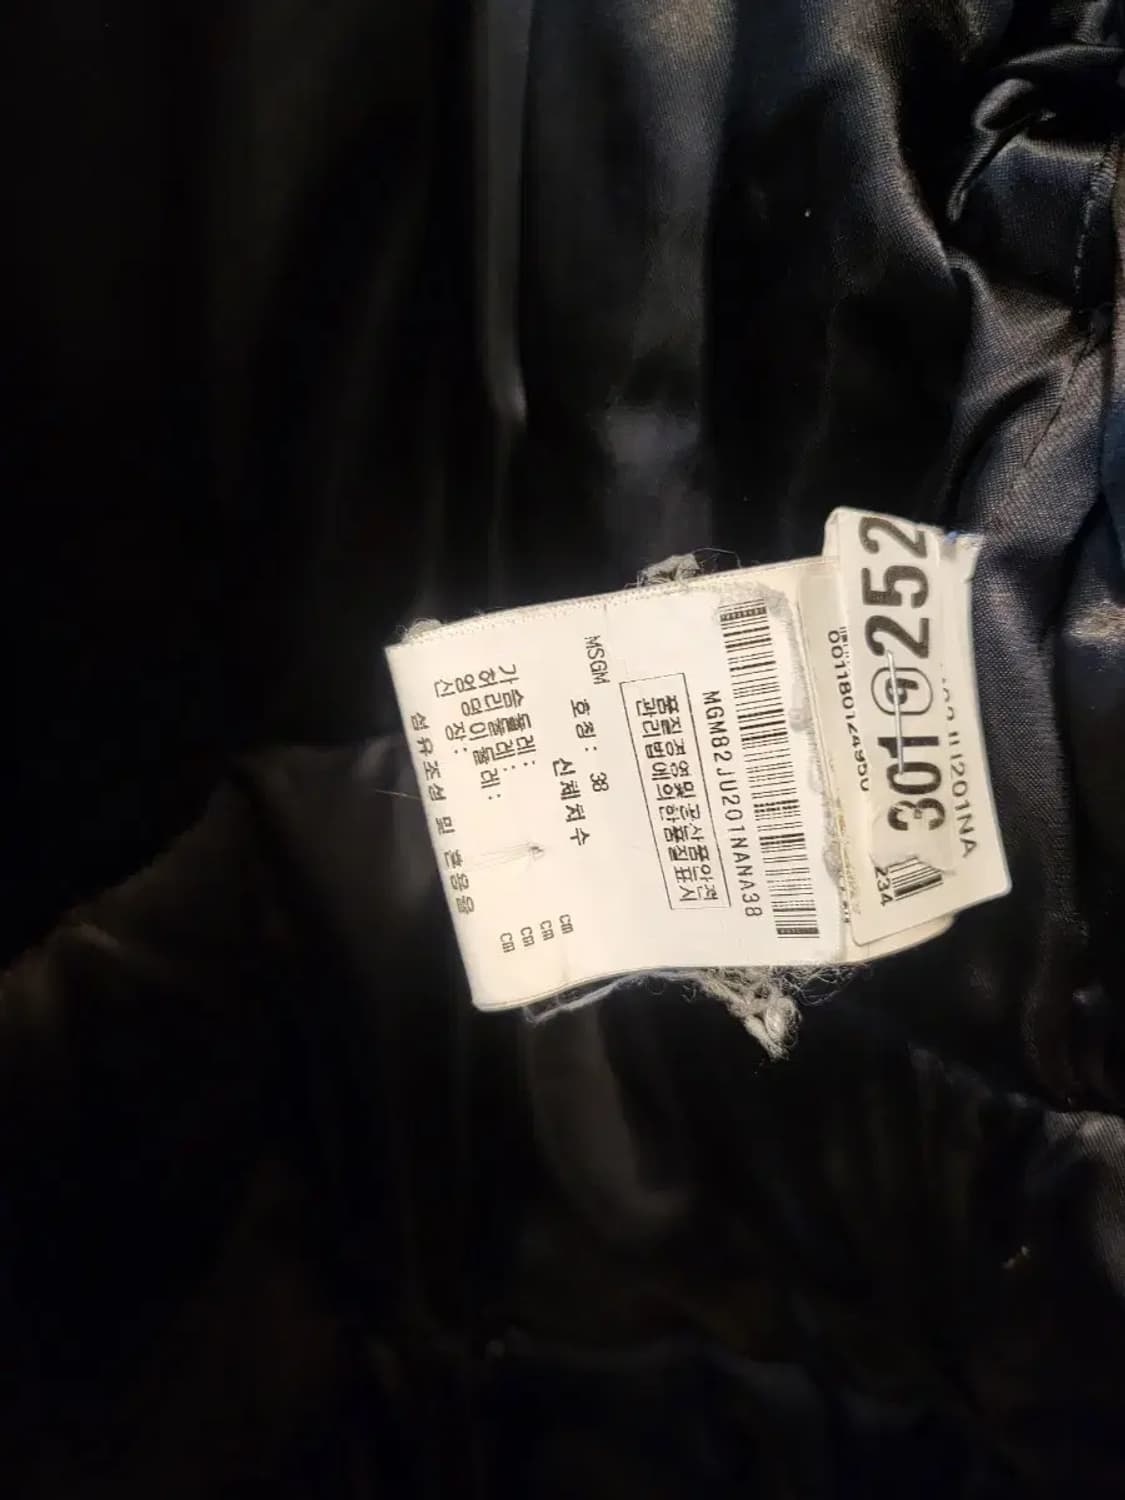 MGM82JU201NANA38
품질경영및공산품안전
관리법에의한품질표시
MSGM
호칭: 38
신체치수
가슴둘레: cm
허리둘레: cm
엉덩이둘레: cm
신장: cm
섬유조성 및 혼용율
301 9 252
234